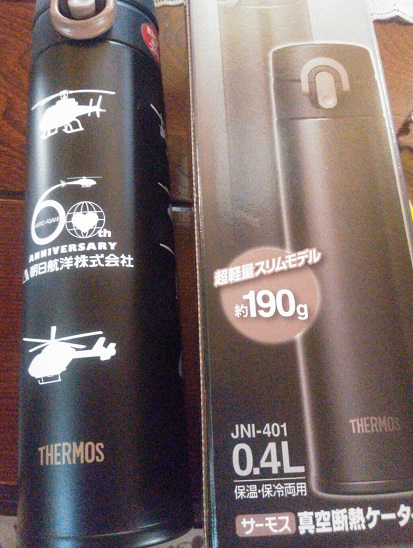 60th
ANNIVERSARY
朝日航洋株式会社
THERMOS
THERMOS
超軽量スリムモデル
約190g
THERMOS
JNI-401
0.4L
保温・保冷両用
サーモス 真空断熱ケータ